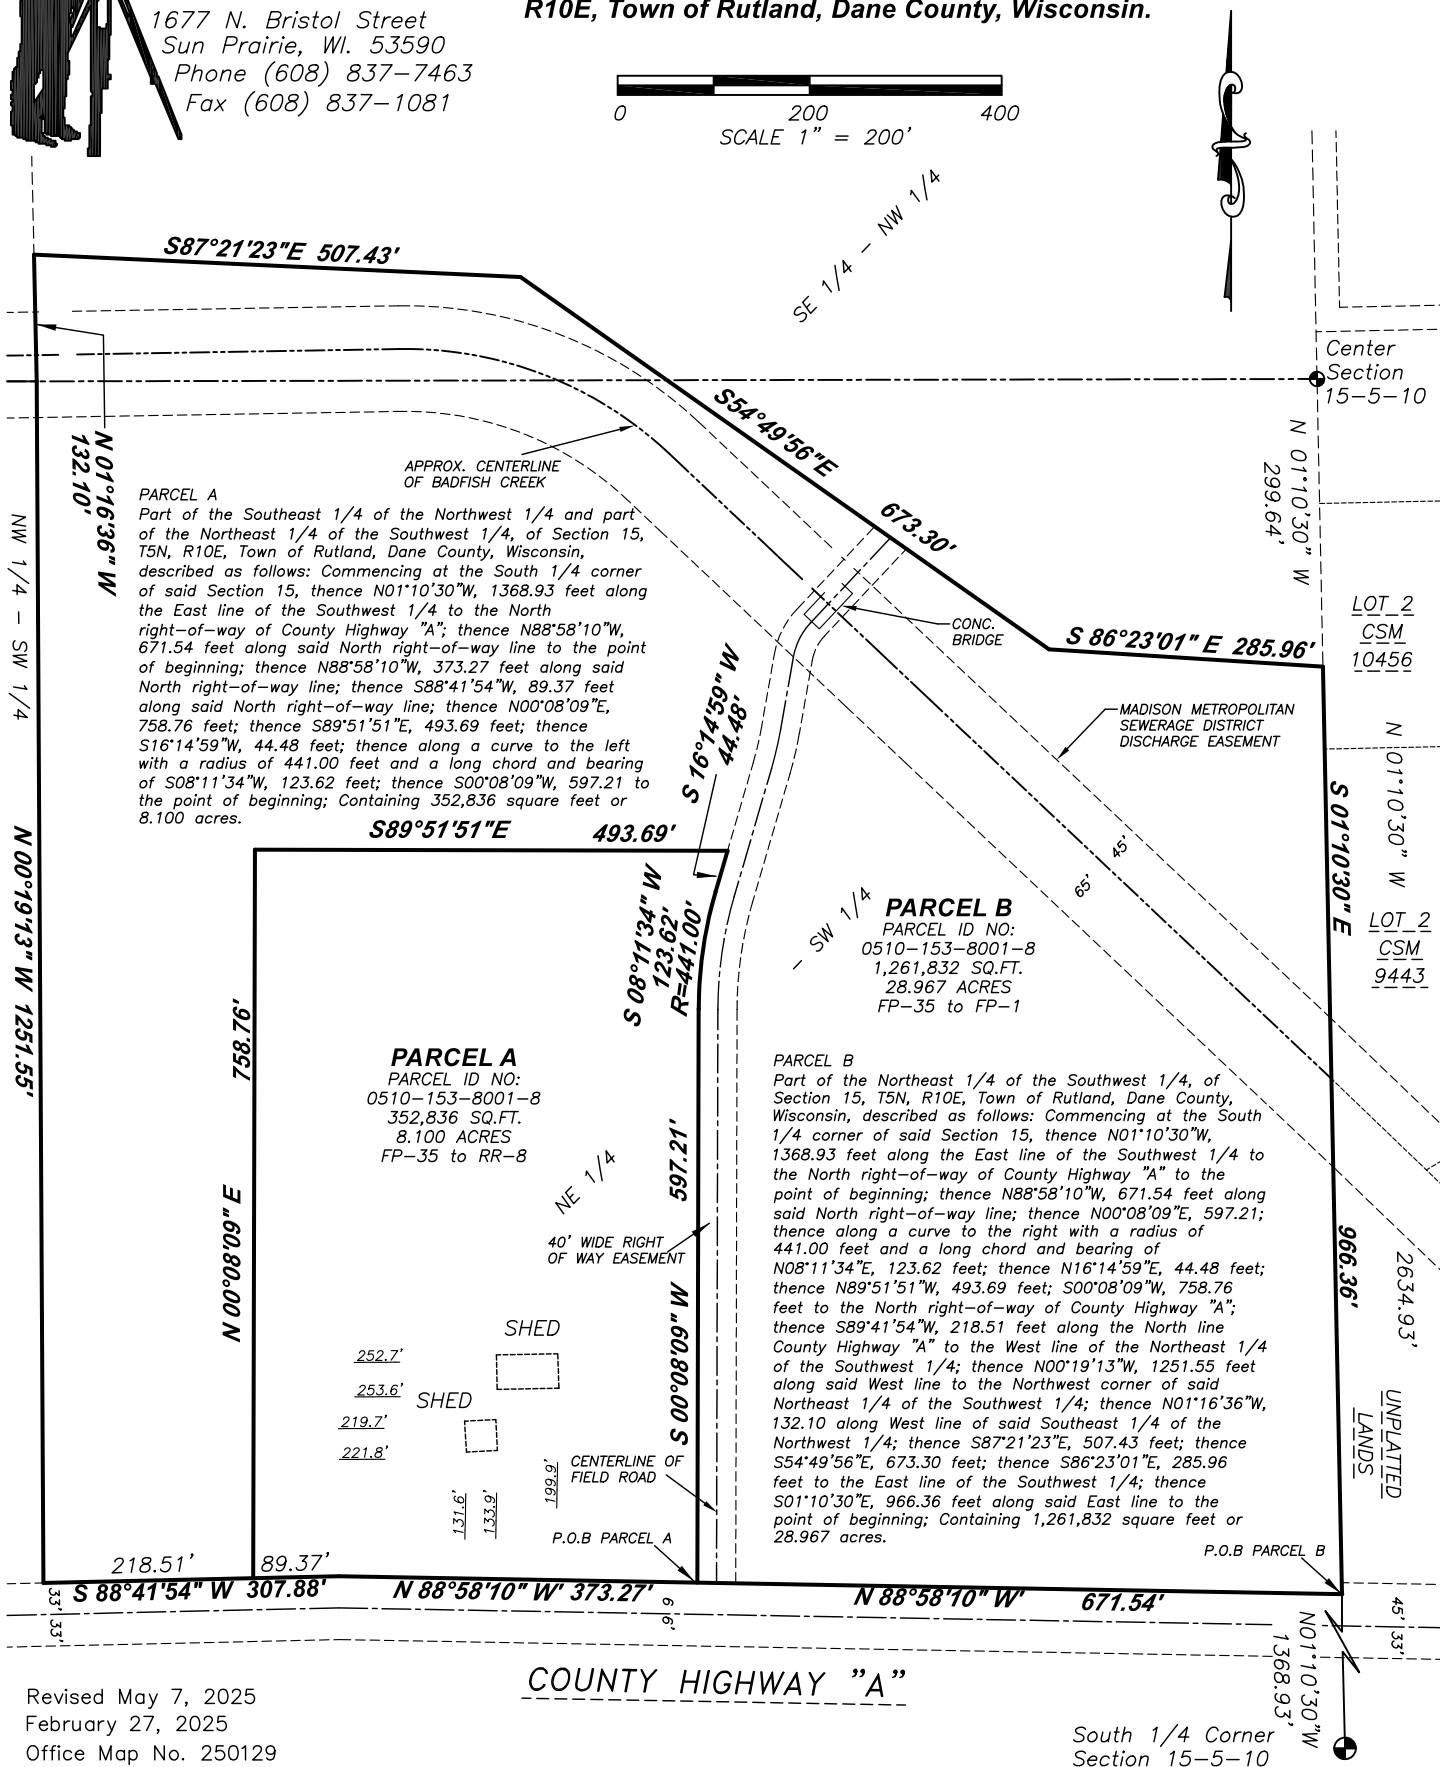 1677 N. Bristol Street
Sun Prairie, WI. 53590
Phone (608) 837-7463
Fax (608) 837-1081
R10E, Town of Rutland, Dane County, Wisconsin.
0 200 400
SCALE 1" = 200'
SE 1/4 - NW 1/4
S87°21'23"E 507.43'
Center
Section
15-5-10
N 01°16'36" W
132.10'
S54°49'56"E
673.30'
N 01°10'30" W
299.64'
APPROX. CENTERLINE
OF BADFISH CREEK
NW 1/4 - SW 1/4
PARCEL A
Part of the Southeast 1/4 of the Northwest 1/4 and part
of the Northeast 1/4 of the Southwest 1/4, of Section 15,
T5N, R10E, Town of Rutland, Dane County, Wisconsin,
described as follows: Commencing at the South 1/4 corner
of said Section 15, thence N01°10'30"W, 1368.93 feet along
the East line of the Southwest 1/4 to the North
right-of-way of County Highway "A"; thence N88°58'10"W,
671.54 feet along said North right-of-way line to the point
of beginning; thence N88°58'10"W, 373.27 feet along said
North right-of-way line; thence S88°41'54"W, 89.37 feet
along said North right-of-way line; thence N00°08'09"E,
758.76 feet; thence S89°51'51"E, 493.69 feet; thence
S16°14'59"W, 44.48 feet; thence along a curve to the left
with a radius of 441.00 feet and a long chord and bearing
of S08°11'34"W, 123.62 feet; thence S00°08'09"W, 597.21 to
the point of beginning; Containing 352,836 square feet or
8.100 acres.
CONC.
BRIDGE
S 86°23'01" E 285.96'
LOT 2
CSM
10456
S 16°14'59" W
44.48'
MADISON METROPOLITAN
SEWERAGE DISTRICT
DISCHARGE EASEMENT
N 01°10'30" W
2634.93'
S 01°10'30" E
966.36'
N 00°19'13" W 1251.55'
S89°51'51"E 493.69'
45'
65'
S 08°11'34" W
123.62'
R=441.00'
- SW 1/4
PARCEL B
PARCEL ID NO:
0510-153-8001-8
1,261,832 SQ.FT.
28.967 ACRES
FP-35 to FP-1
LOT 2
CSM
9443
758.76'
N 00°08'09" E
PARCEL A
PARCEL ID NO:
0510-153-8001-8
352,836 SQ.FT.
8.100 ACRES
FP-35 to RR-8
NE 1/4
597.21'
S 00°08'09" W
40' WIDE RIGHT
OF WAY EASEMENT
PARCEL B
Part of the Northeast 1/4 of the Southwest 1/4, of
Section 15, T5N, R10E, Town of Rutland, Dane County,
Wisconsin, described as follows: Commencing at the South
1/4 corner of said Section 15, thence N01°10'30"W,
1368.93 feet along the East line of the Southwest 1/4 to
the North right-of-way of County Highway "A" to the
point of beginning; thence N88°58'10"W, 671.54 feet along
said North right-of-way line; thence N00°08'09"E, 597.21;
thence along a curve to the right with a radius of
441.00 feet and a long chord and bearing of
N08°11'34"E, 123.62 feet; thence N16°14'59"E, 44.48 feet;
thence N89°51'51"W, 493.69 feet; S00°08'09"W, 758.76
feet to the North right-of-way of County Highway "A";
thence S89°41'54"W, 218.51 feet along the North line
County Highway "A" to the West line of the Northeast 1/4
of the Southwest 1/4; thence N00°19'13"W, 1251.55 feet
along said West line to the Northwest corner of said
Northeast 1/4 of the Southwest 1/4; thence N01°16'36"W,
132.10 along West line of said Southeast 1/4 of the
Northwest 1/4; thence S87°21'23"E, 507.43 feet; thence
S54°49'56"E, 673.30 feet; thence S86°23'01"E, 285.96
feet to the East line of the Southwest 1/4; thence
S01°10'30"E, 966.36 feet along said East line to the
point of beginning; Containing 1,261,832 square feet or
28.967 acres.
SHED
252.7'
253.6'
SHED
219.7'
221.8'
131.6'
133.9'
199.9'
CENTERLINE OF
FIELD ROAD
UNPLATTED
LANDS
P.O.B PARCEL A
P.O.B PARCEL B
218.51' 89.37'
S 88°41'54" W 307.88'
N 88°58'10" W' 373.27'
N 88°58'10" W' 671.54'
33' 33'
6' 6'
45' 33'
COUNTY HIGHWAY "A"
N01°10'30"W
1368.93'
Revised May 7, 2025
February 27, 2025
Office Map No. 250129
South 1/4 Corner
Section 15-5-10